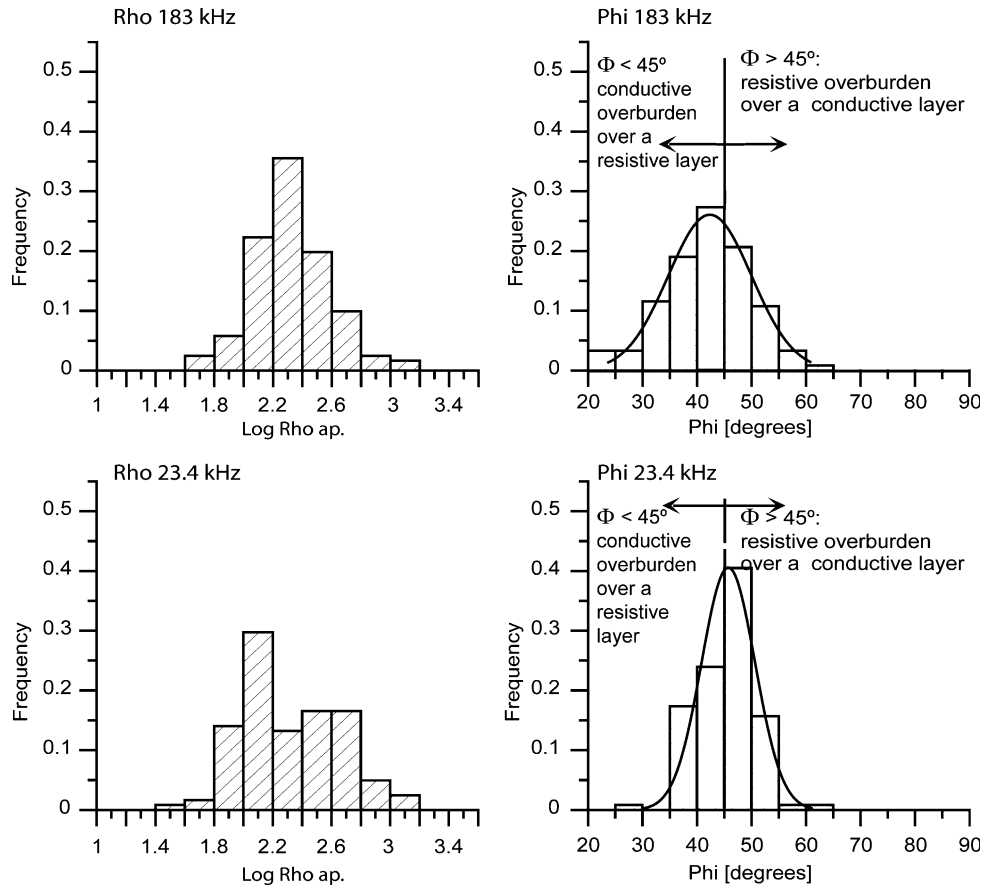 Rho 183 kHz
0.5
0.4
0.3
0.2
0.1
0
Frequency
1 1.4 1.8 2.2 2.6 3 3.4
Log Rho ap.
Phi 183 kHz
Φ < 45º
conductive
overburden
over a
resistive layer
Φ > 45º:
resistive overburden
over a conductive layer
0.5
0.4
0.3
0.2
0.1
0
Frequency
20 30 40 50 60 70 80 90
Phi [degrees]
Rho 23.4 kHz
0.5
0.4
0.3
0.2
0.1
0
Frequency
1 1.4 1.8 2.2 2.6 3 3.4
Log Rho ap.
Phi 23.4 kHz
Φ < 45º
conductive
overburden
over a
resistive
layer
Φ > 45º:
resistive overburden
over a conductive layer
0.5
0.4
0.3
0.2
0.1
0
Frequency
20 30 40 50 60 70 80 90
Phi [degrees]